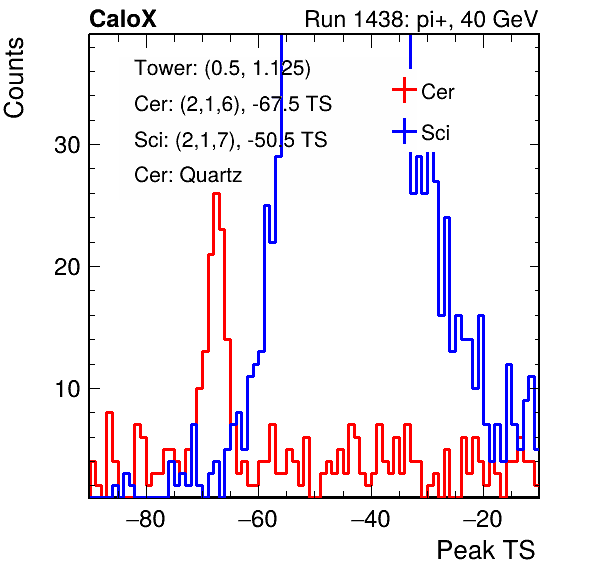 CaloX Run 1438: pi+, 40 GeV
Counts
Tower: (0.5, 1.125)
Cer: (2,1,6), -67.5 TS
Sci: (2,1,7), -50.5 TS
Cer: Quartz
Cer
Sci
30
20
10
−80 −60 −40 −20
Peak TS